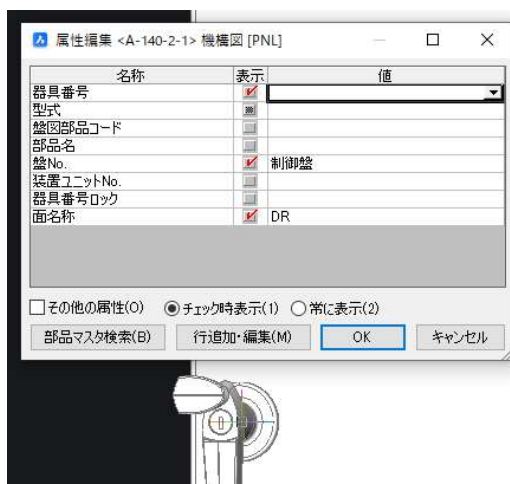 属性編集 <A-140-2-1> 機構図 [PNL]
名称 表示 値
器具番号
型式
盤図部品コード
部品名
盤No. 制御盤
装置ユニットNo.
器具番号ロック
面名称 DR
その他の属性(O) チェック時表示(1) 常に表示(2)
部品マスタ検索(B) 行追加・編集(M) OK キャンセル